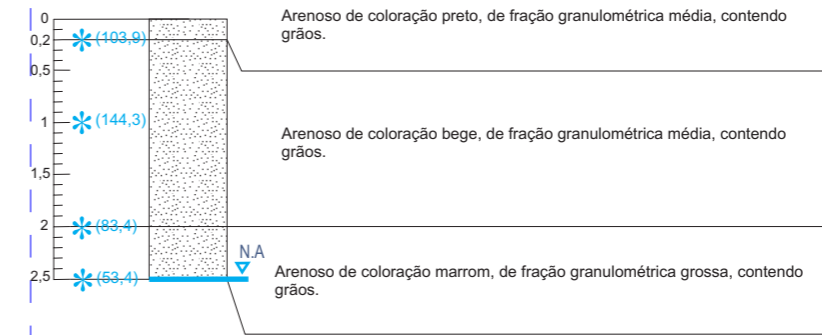 0
Arenoso de coloração preto, de fração granulométrica média, contendo
grãos.
0,2
(103,9)
0,5
1
(144,3)
Arenoso de coloração bege, de fração granulométrica média, contendo
grãos.
1,5
2
(83,4)
N.A
2,5
(53,4)
Arenoso de coloração marrom, de fração granulométrica grossa, contendo
grãos.